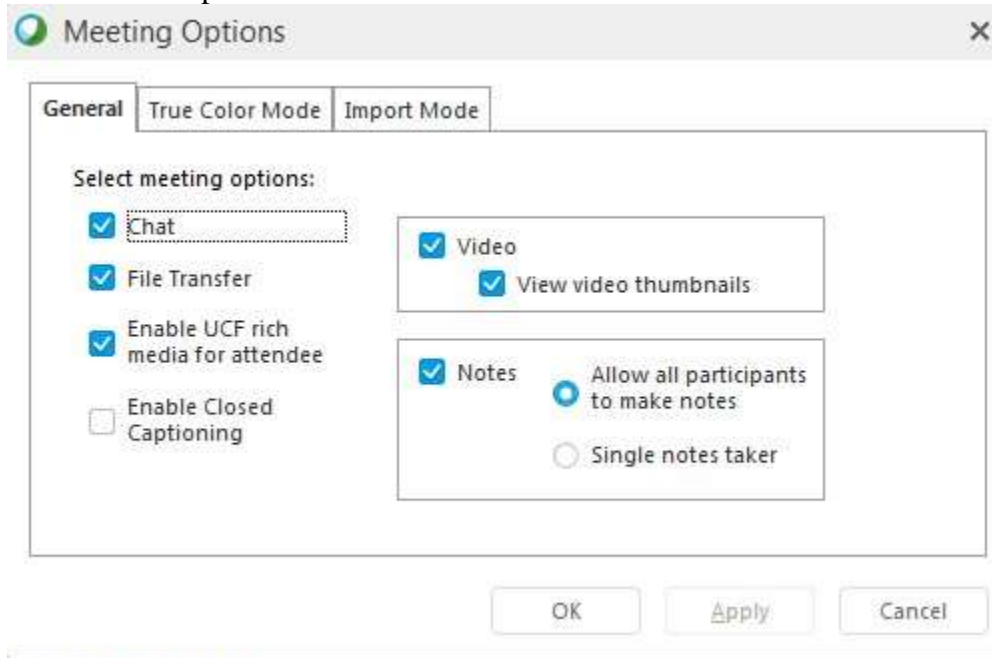 Meeting Options
General
True Color Mode
Import Mode
Select meeting options:
Chat
File Transfer
Enable UCF rich
media for attendee
Enable Closed
Captioning
Video
View video thumbnails
Notes
Allow all participants
to make notes
Single notes taker
OK
Apply
Cancel